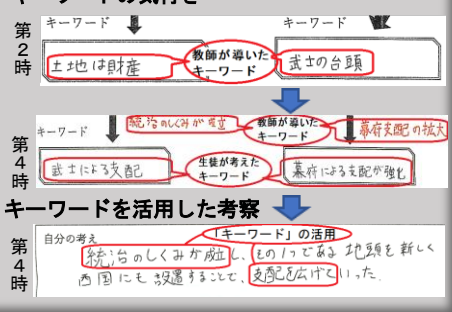 キーワードの気付き
第2時
キーワード
キーワード
土地は財産
教師が導いた
キーワード
武士の台頭
第4時
キーワード
統治のしくみが成立
教師が導いた
キーワード
幕府支配の拡大
武士による支配
生徒が考えた
キーワード
幕府による支配が強化
キーワードを活用した考察
第4時
自分の考え
「キーワード」の活用
統治のしくみが成立し、その1つである地頭を新しく
西国にも設置することで、支配を広げていった。